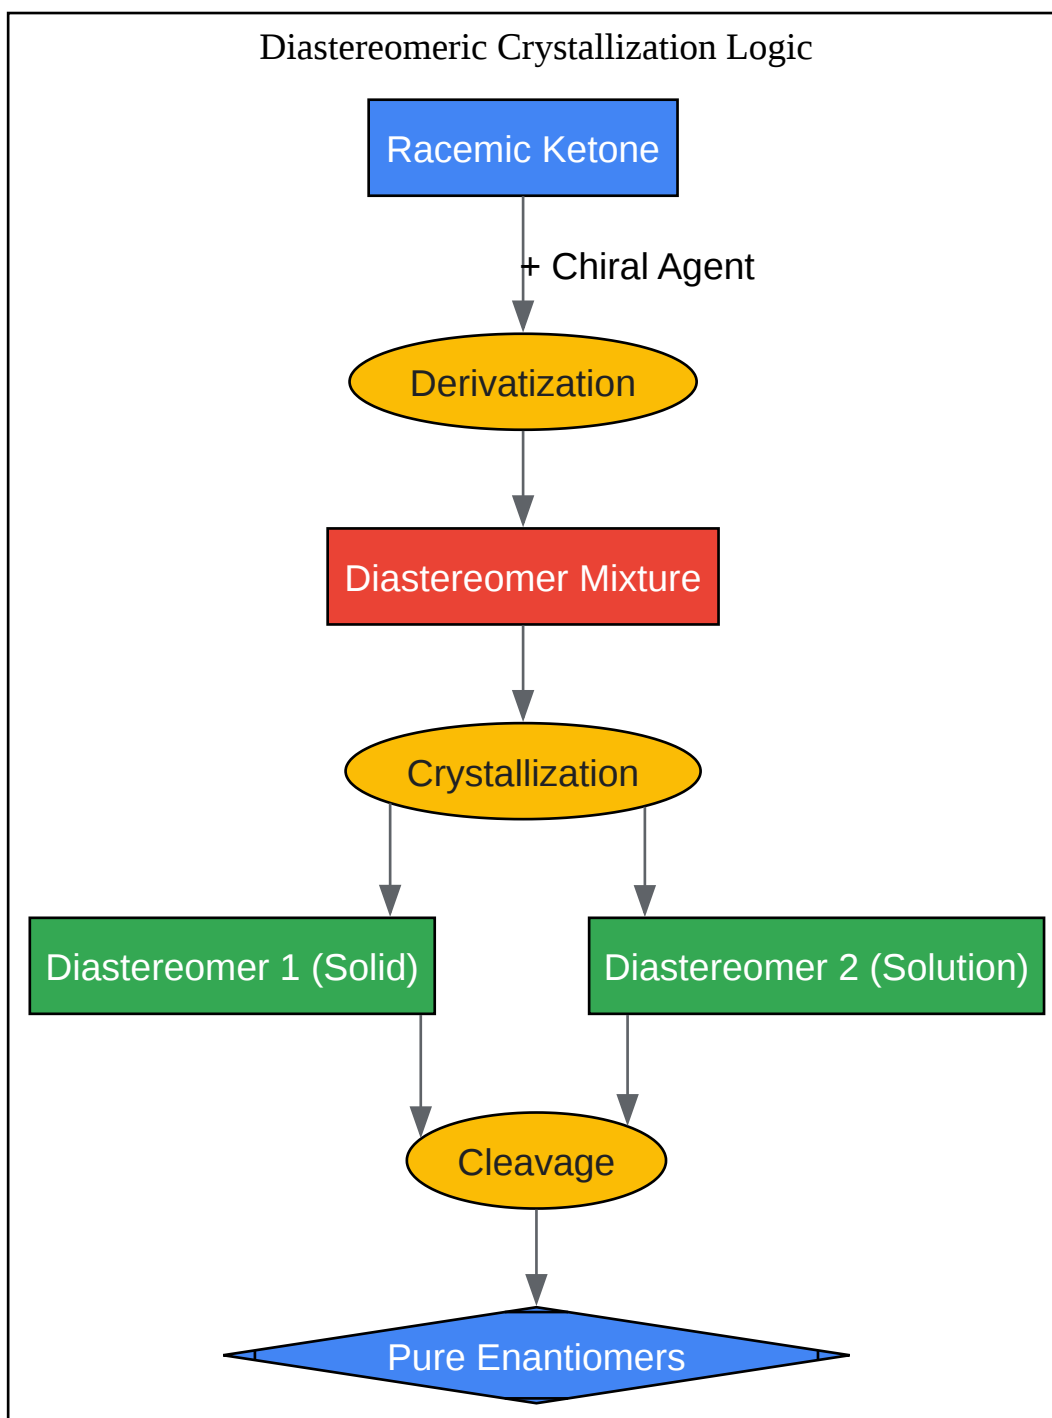 Diastereomeric Crystallization Logic
Racemic Ketone
+ Chiral Agent
Derivatization
Diastereomer Mixture
Crystallization
Diastereomer 1 (Solid)
Diastereomer 2 (Solution)
Cleavage
Pure Enantiomers